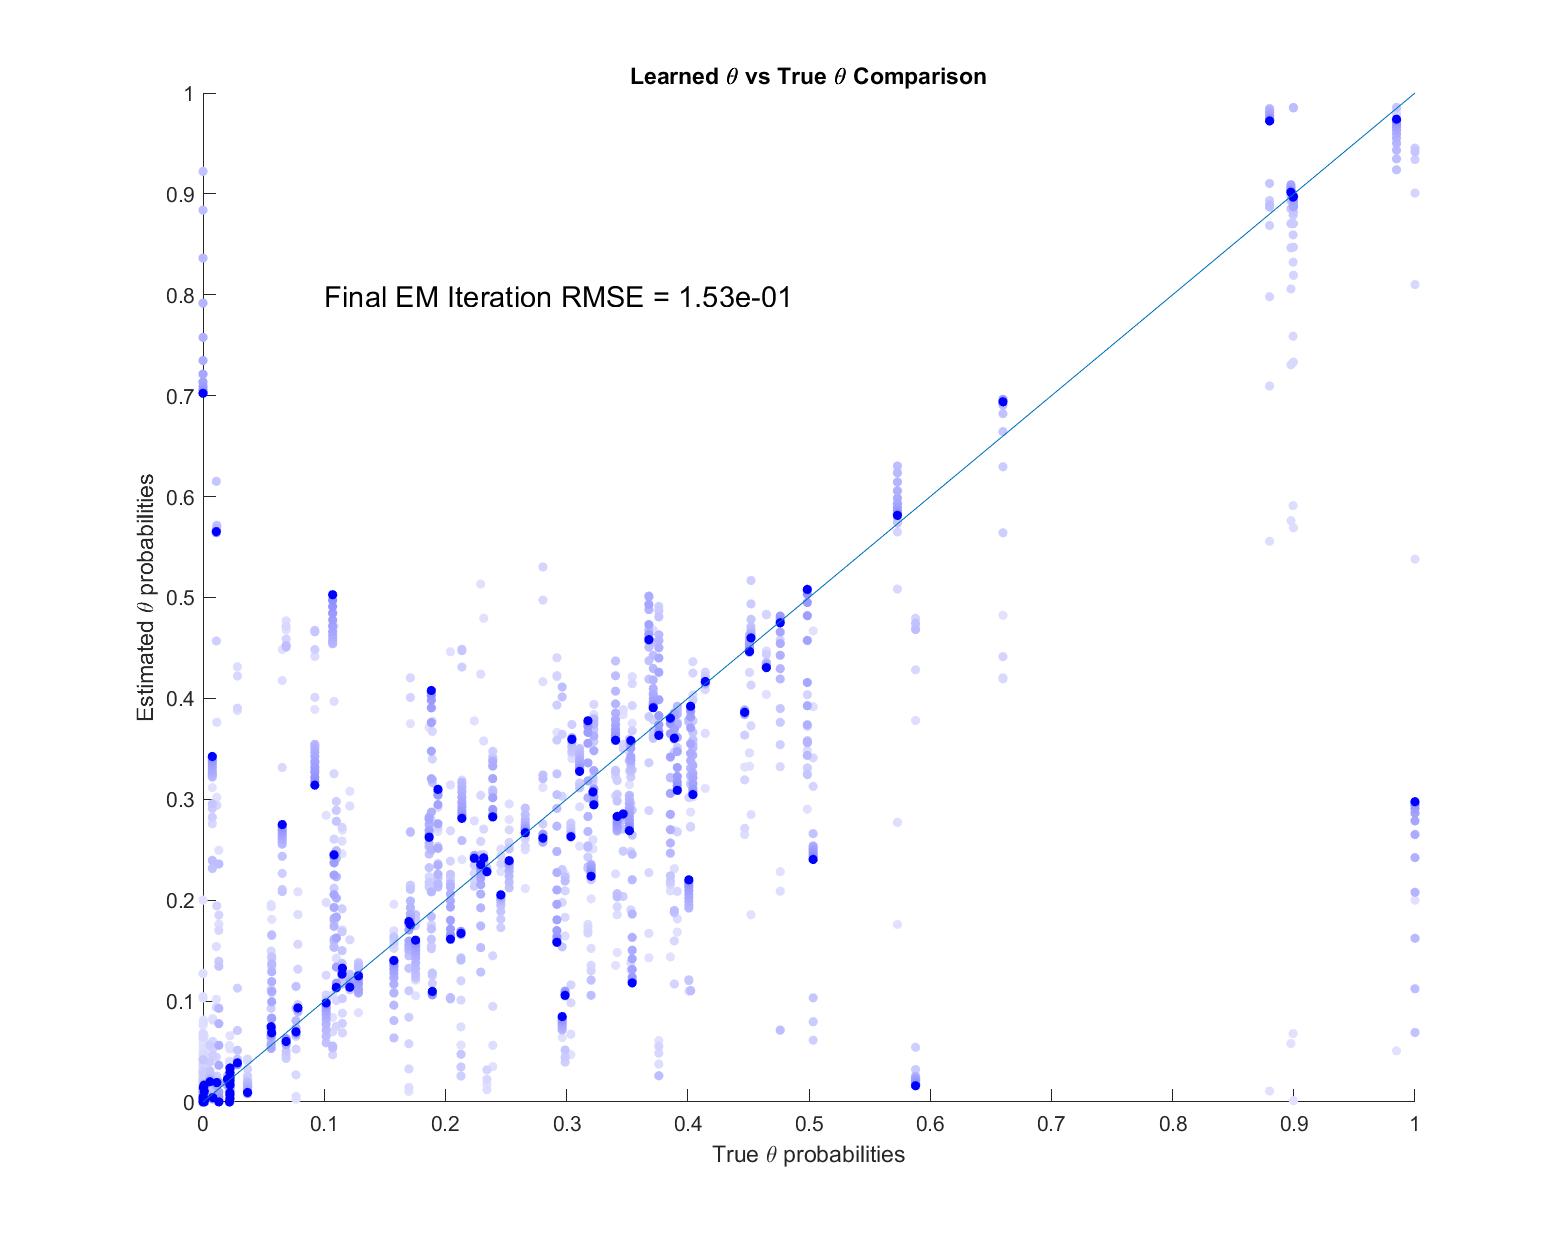 Learned θ vs True θ Comparison
1
0.9
0.8
0.7
0.6
0.5
0.4
0.3
0.2
0.1
0
Estimated θ probabilities
Final EM Iteration RMSE = 1.53e-01
0 0.1 0.2 0.3 0.4 0.5 0.6 0.7 0.8 0.9 1
True θ probabilities